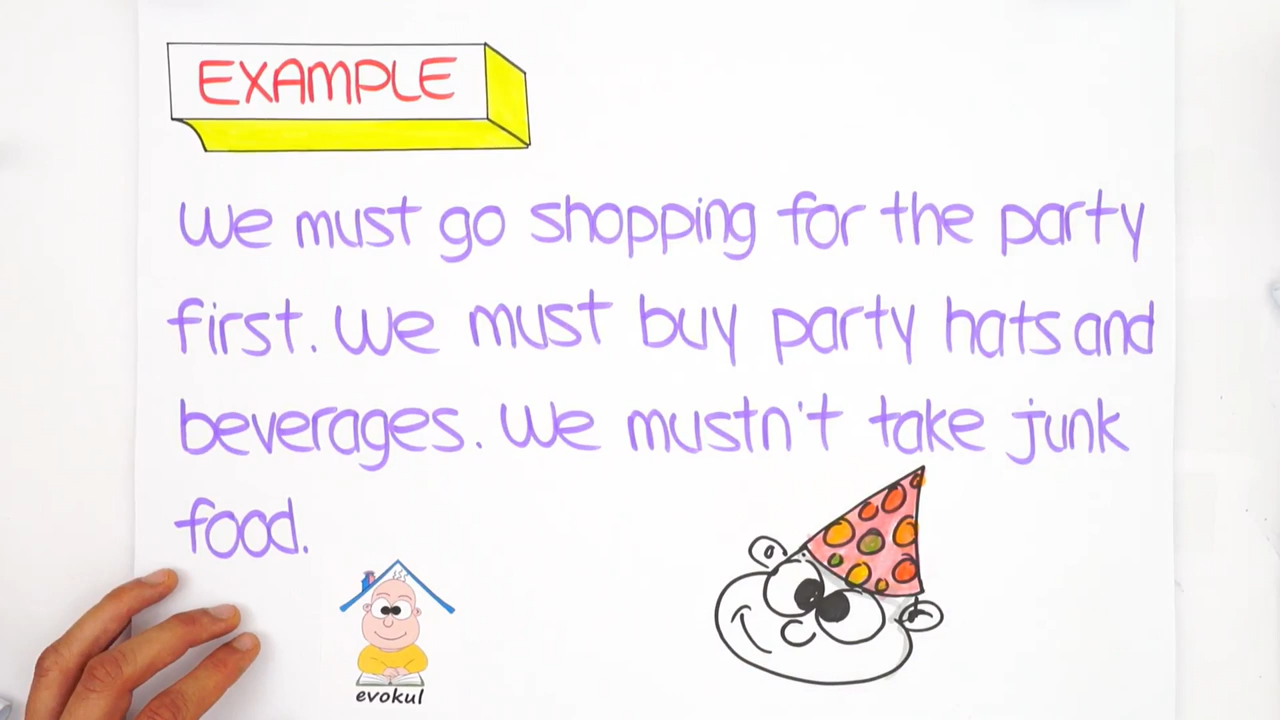 EXAMPLE
We must go shopping for the party
first. We must buy party hats and
beverages. We mustn't take junk
food.
evokul